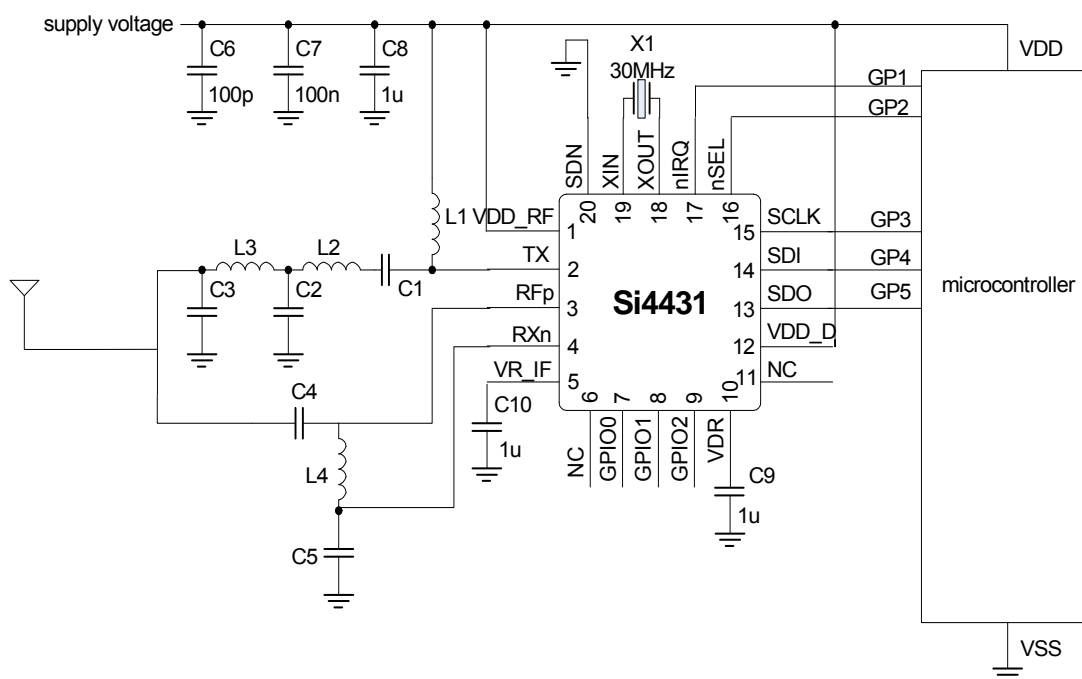 supply voltage
C6
100p
C7
100n
C8
1u
X1
30MHz
VDD
GP1
GP2
SDN
XIN
XOUT
nIRQ
nSEL
20
19
18
17
16
L1
VDD_RF
1
SCLK
15
GP3
L3
L2
C1
TX
2
SDI
14
GP4
C3
C2
RFp
3
Si4431
SDO
13
GP5
microcontroller
RXn
4
VDD_D
12
VR_IF
5
NC
11
C4
C10
1u
6
7
8
9
10
NC
GPIO0
GPIO1
GPIO2
VDR
L4
C9
1u
C5
VSS